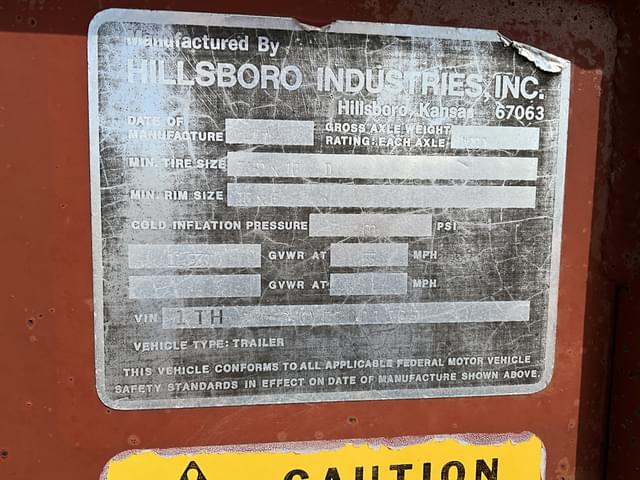 Manufactured By
HILLSBORO INDUSTRIES, INC.
Hillsboro, Kansas 67063
DATE OF MANUFACTURE
GROSS AXLE WEIGHT RATING: EACH AXLE
MIN. TIRE SIZE
MIN. RIM SIZE
COLD INFLATION PRESSURE PSI
GVWR AT MPH
GVWR AT MPH
VIN 1TH
VEHICLE TYPE: TRAILER
THIS VEHICLE CONFORMS TO ALL APPLICABLE FEDERAL MOTOR VEHICLE
SAFETY STANDARDS IN EFFECT ON DATE OF MANUFACTURE SHOWN ABOVE.
CAUTION